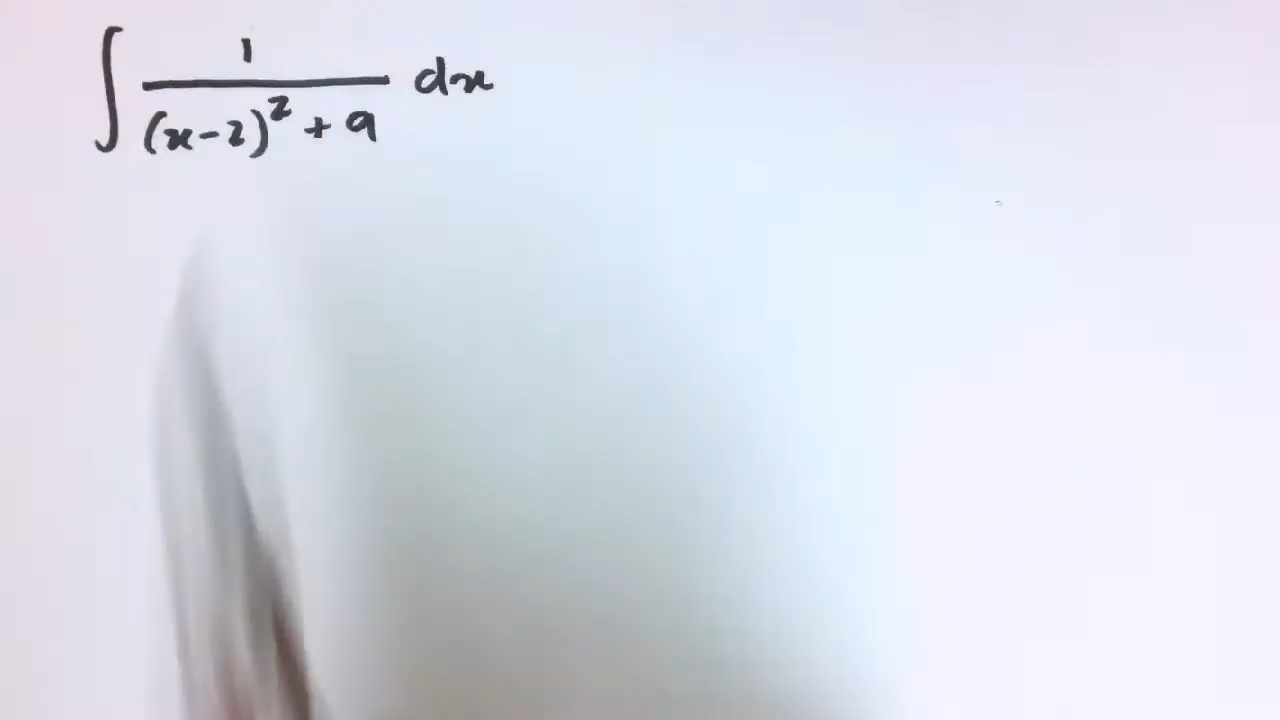 ∫ 1/((x-2)² + 9) dx